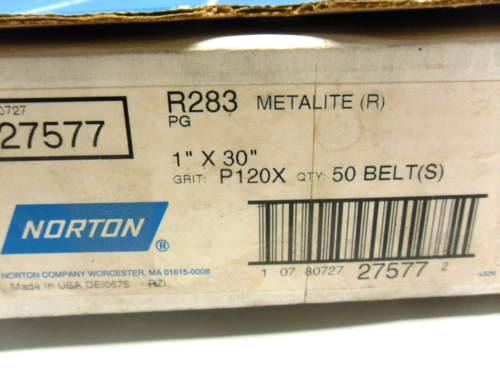 0727
27577
R283 METALITE (R)
PG
1" X 30"
GRIT: P120X QTY: 50 BELT(S)
NORTON ®
1 07 80727 27577 2
NORTON COMPANY WORCESTER, MA 01615-0008
Made in USA DEI0675 - RZI